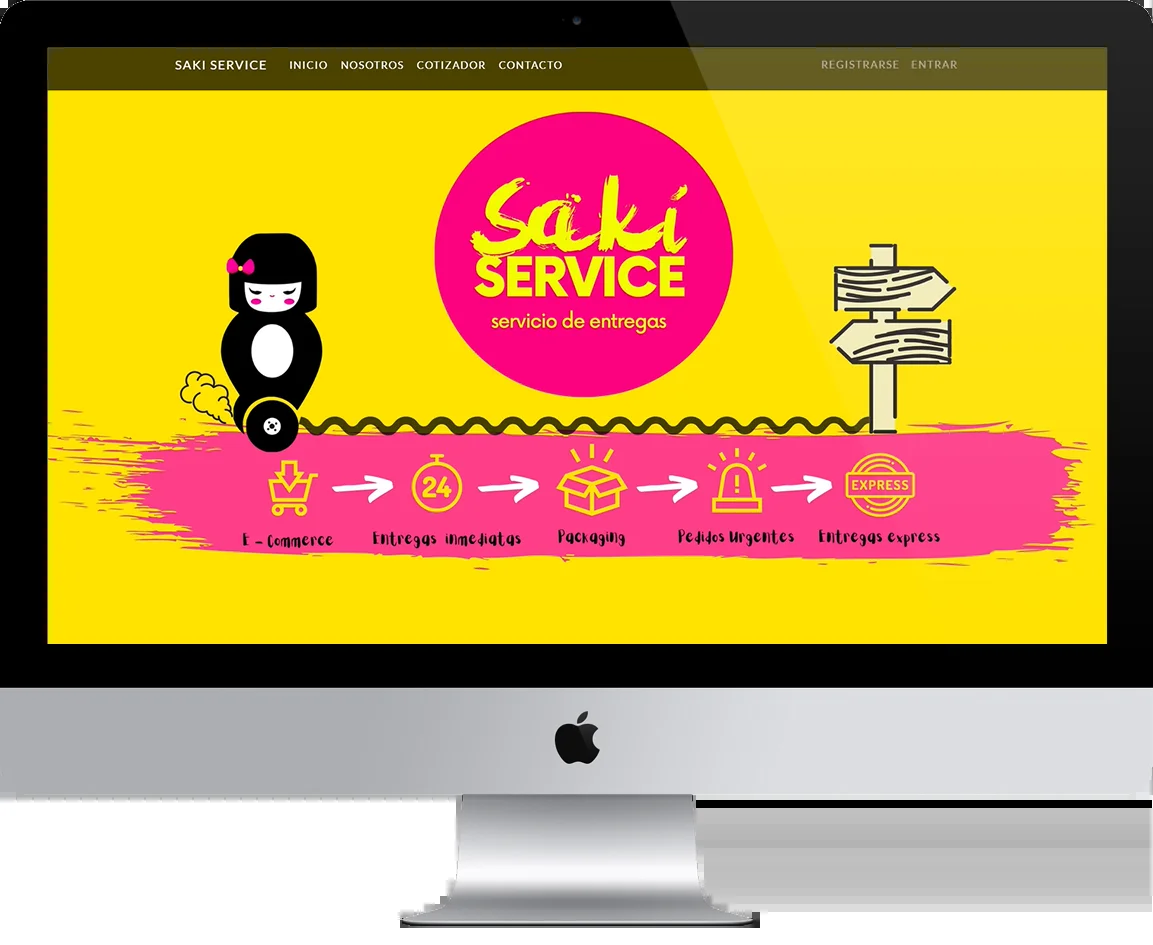 SAKI SERVICE INICIO NOSOTROS COTIZADOR CONTACTO REGISTRARSE ENTRAR
Saki
SERVICE
servicio de entregas
24
!
EXPRESS
E - Commerce Entregas inmediatas Packaging Pedidos Urgentes Entregas express